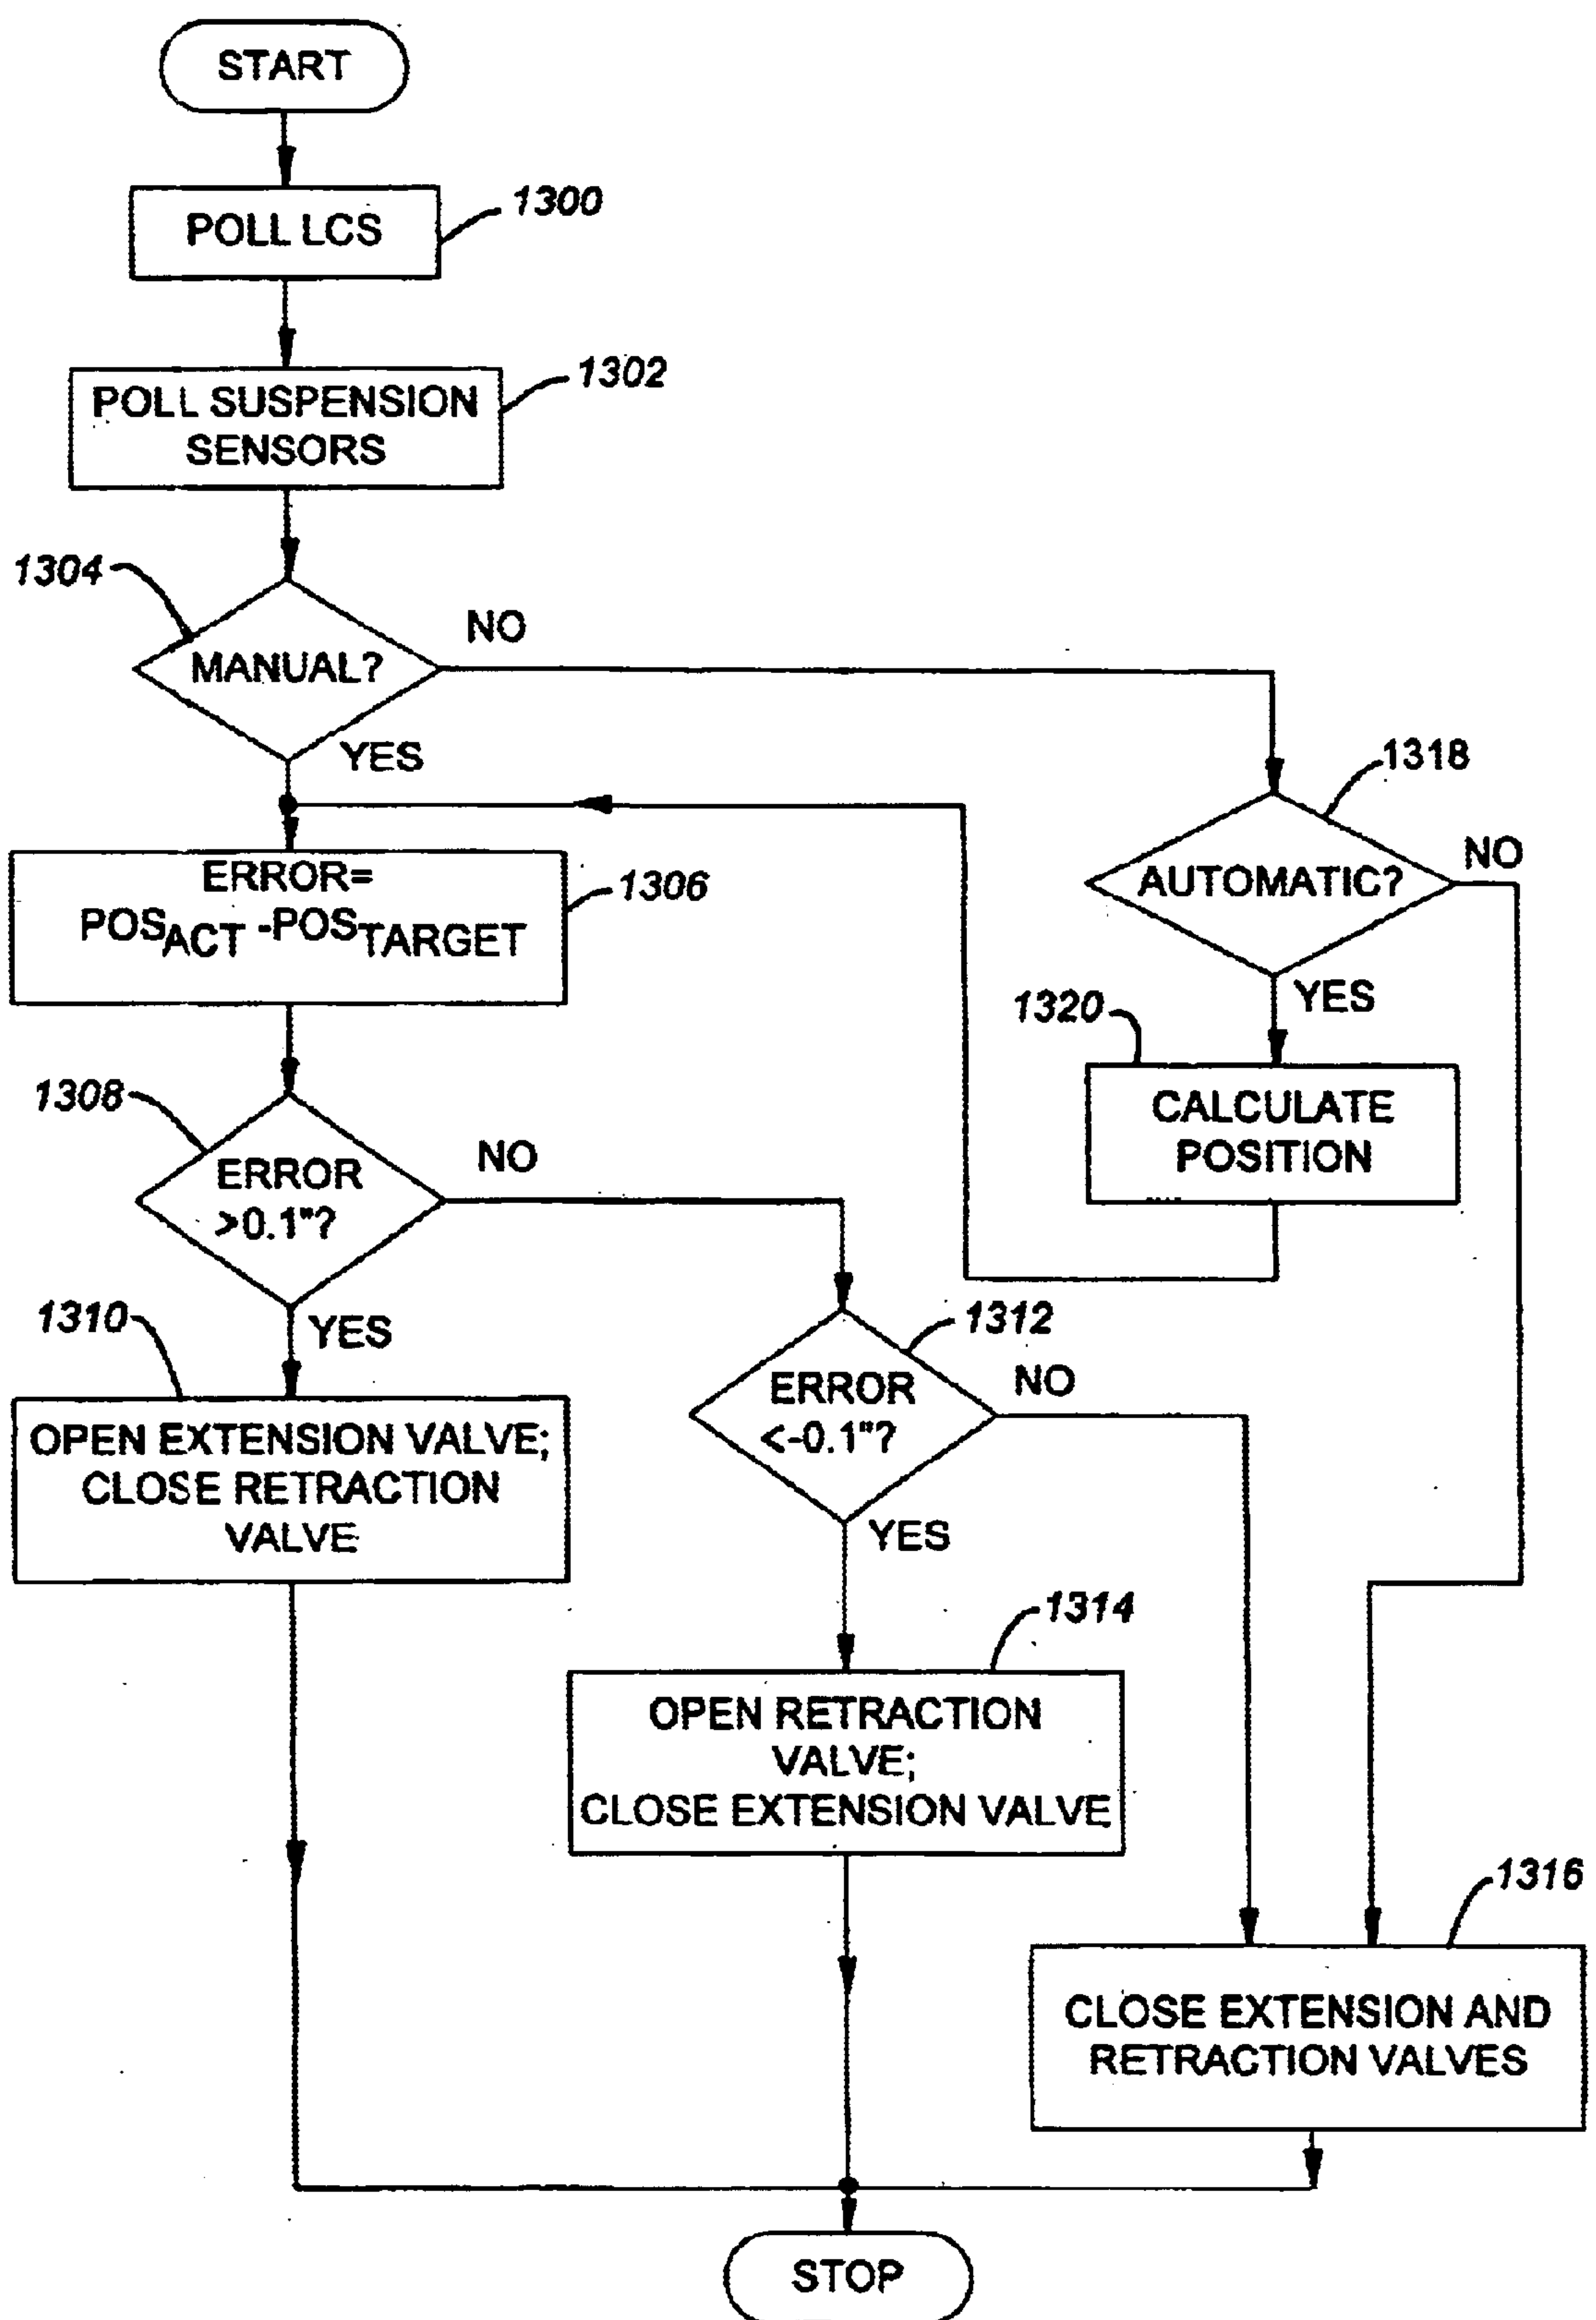 START
POLL LCS
1300
POLL SUSPENSION
SENSORS
1302
1304
MANUAL?
NO
YES
1318
AUTOMATIC?
NO
YES
ERROR=
POSACT -POSTARGET
1306
1320
CALCULATE
POSITION
1308
ERROR
>0.1"?
NO
YES
1310
OPEN EXTENSION VALVE;
CLOSE RETRACTION
VALVE
1312
ERROR
<-0.1"?
NO
YES
1314
OPEN RETRACTION
VALVE;
CLOSE EXTENSION VALVE
1316
CLOSE EXTENSION AND
RETRACTION VALVES
STOP